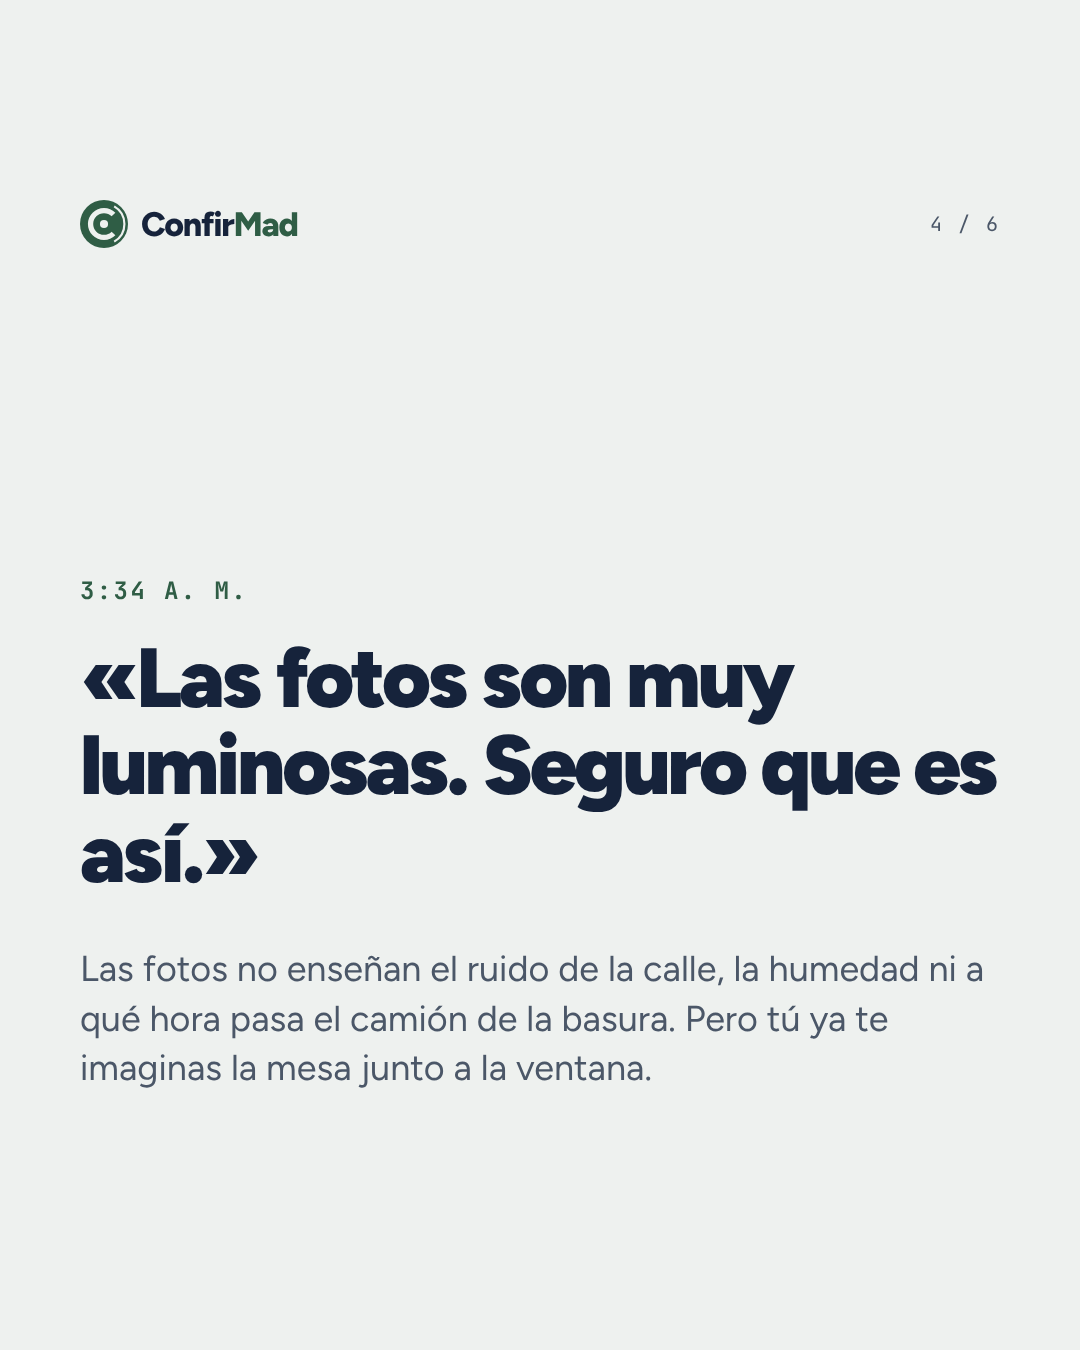 ConfirMad
4 / 6
3:34 A. M.
«Las fotos son muy
luminosas. Seguro que es
así.»
Las fotos no enseñan el ruido de la calle, la humedad ni a
qué hora pasa el camión de la basura. Pero tú ya te
imaginas la mesa junto a la ventana.